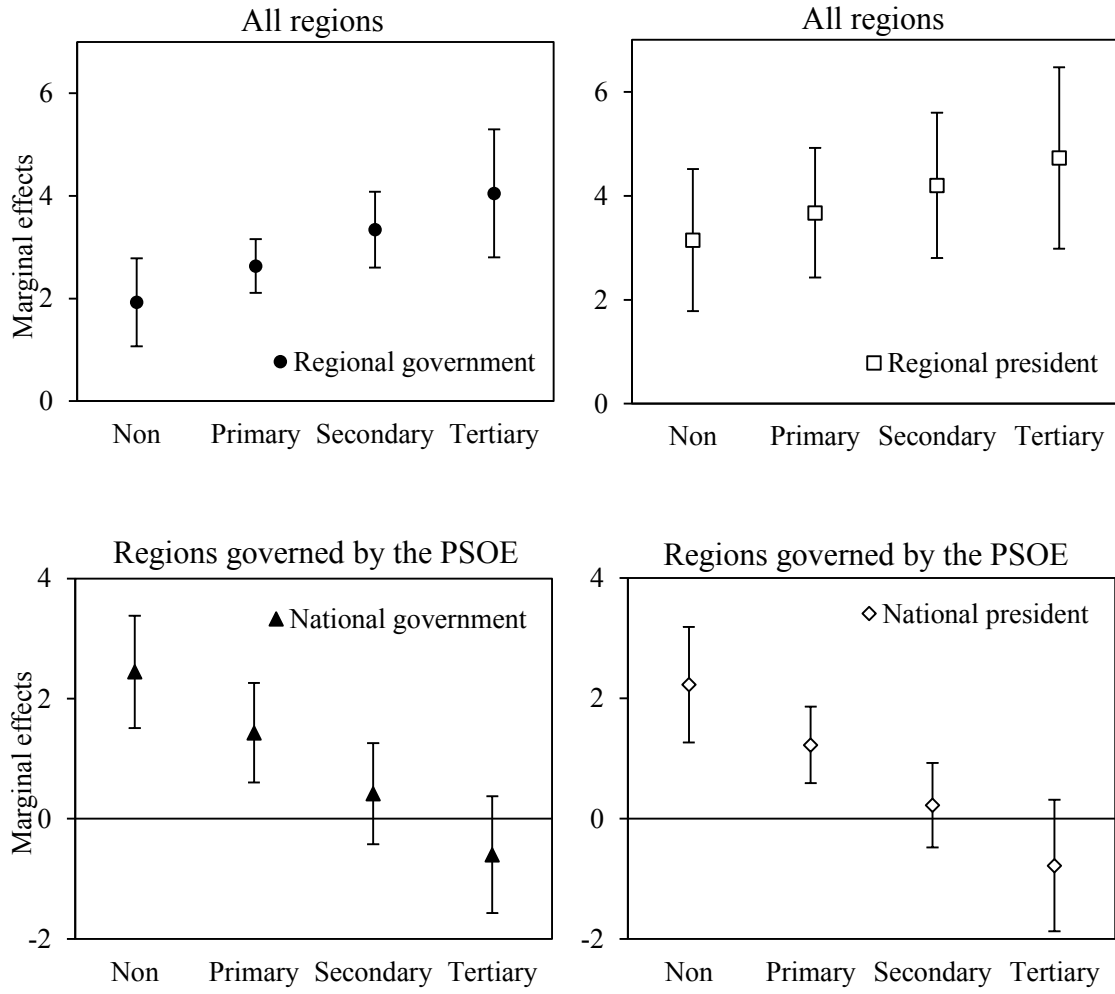 All regions
6
4
2
0
Marginal effects
Regional government
Non Primary Secondary Tertiary
All regions
6
4
2
0
Regional president
Non Primary Secondary Tertiary
Regions governed by the PSOE
4
2
0
-2
Marginal effects
National government
Non Primary Secondary Tertiary
Regions governed by the PSOE
4
2
0
-2
National president
Non Primary Secondary Tertiary